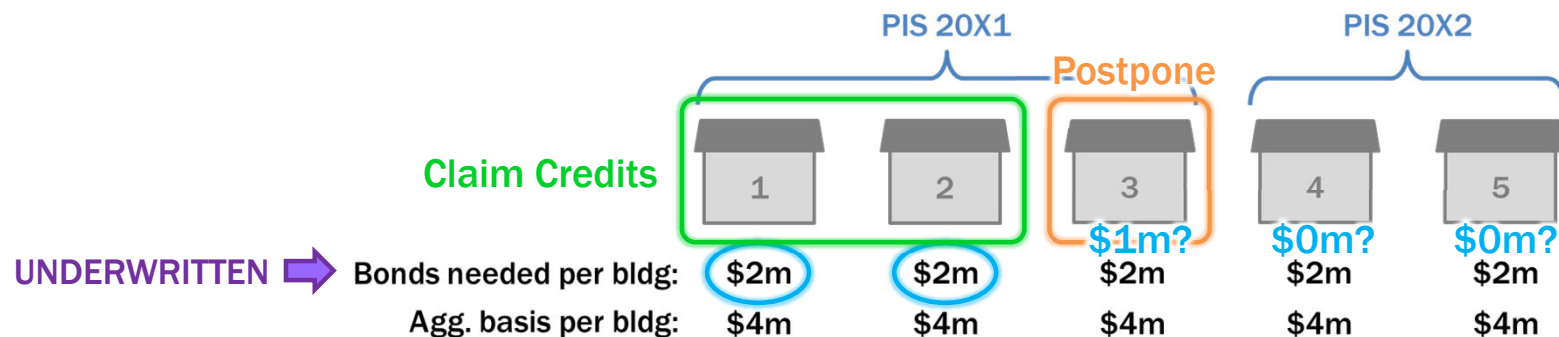 PIS 20X1 PIS 20X2
Postpone
Claim Credits 1 2 3 4 5
$1m? $0m? $0m?
UNDERWRITTEN Bonds needed per bldg: $2m $2m $2m $2m $2m
Agg. basis per bldg: $4m $4m $4m $4m $4m